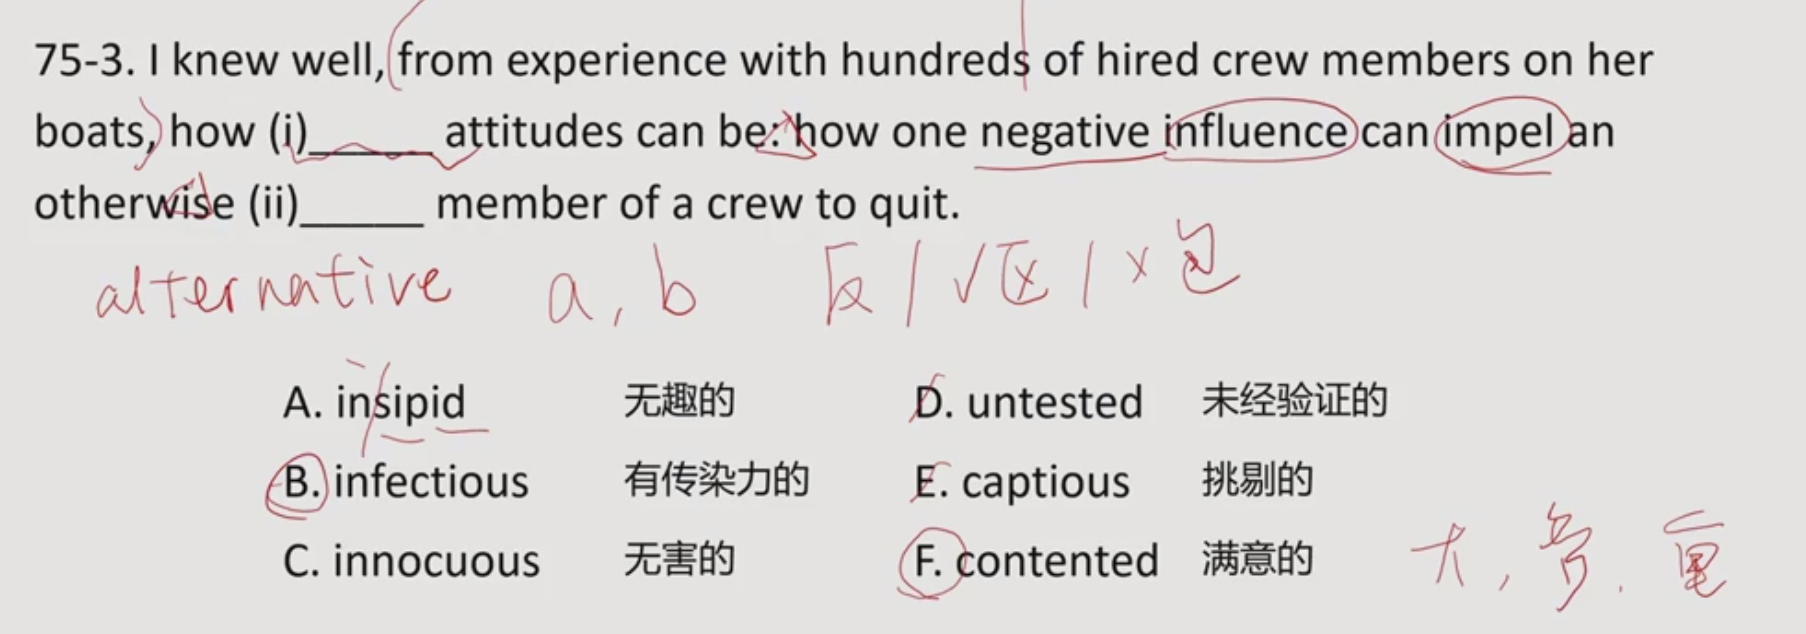 75-3. I knew well, from experience with hundreds of hired crew members on her
boats, how (i)______ attitudes can be: how one negative influence can impel an
otherwise (ii)______ member of a crew to quit.
alternative a, b 反 / √ 区 / × 包
A. insipid 无趣的 D. untested 未经验证的
B. infectious 有传染力的 E. captious 挑剔的
C. innocuous 无害的 F. contented 满意的 大, 多, 重